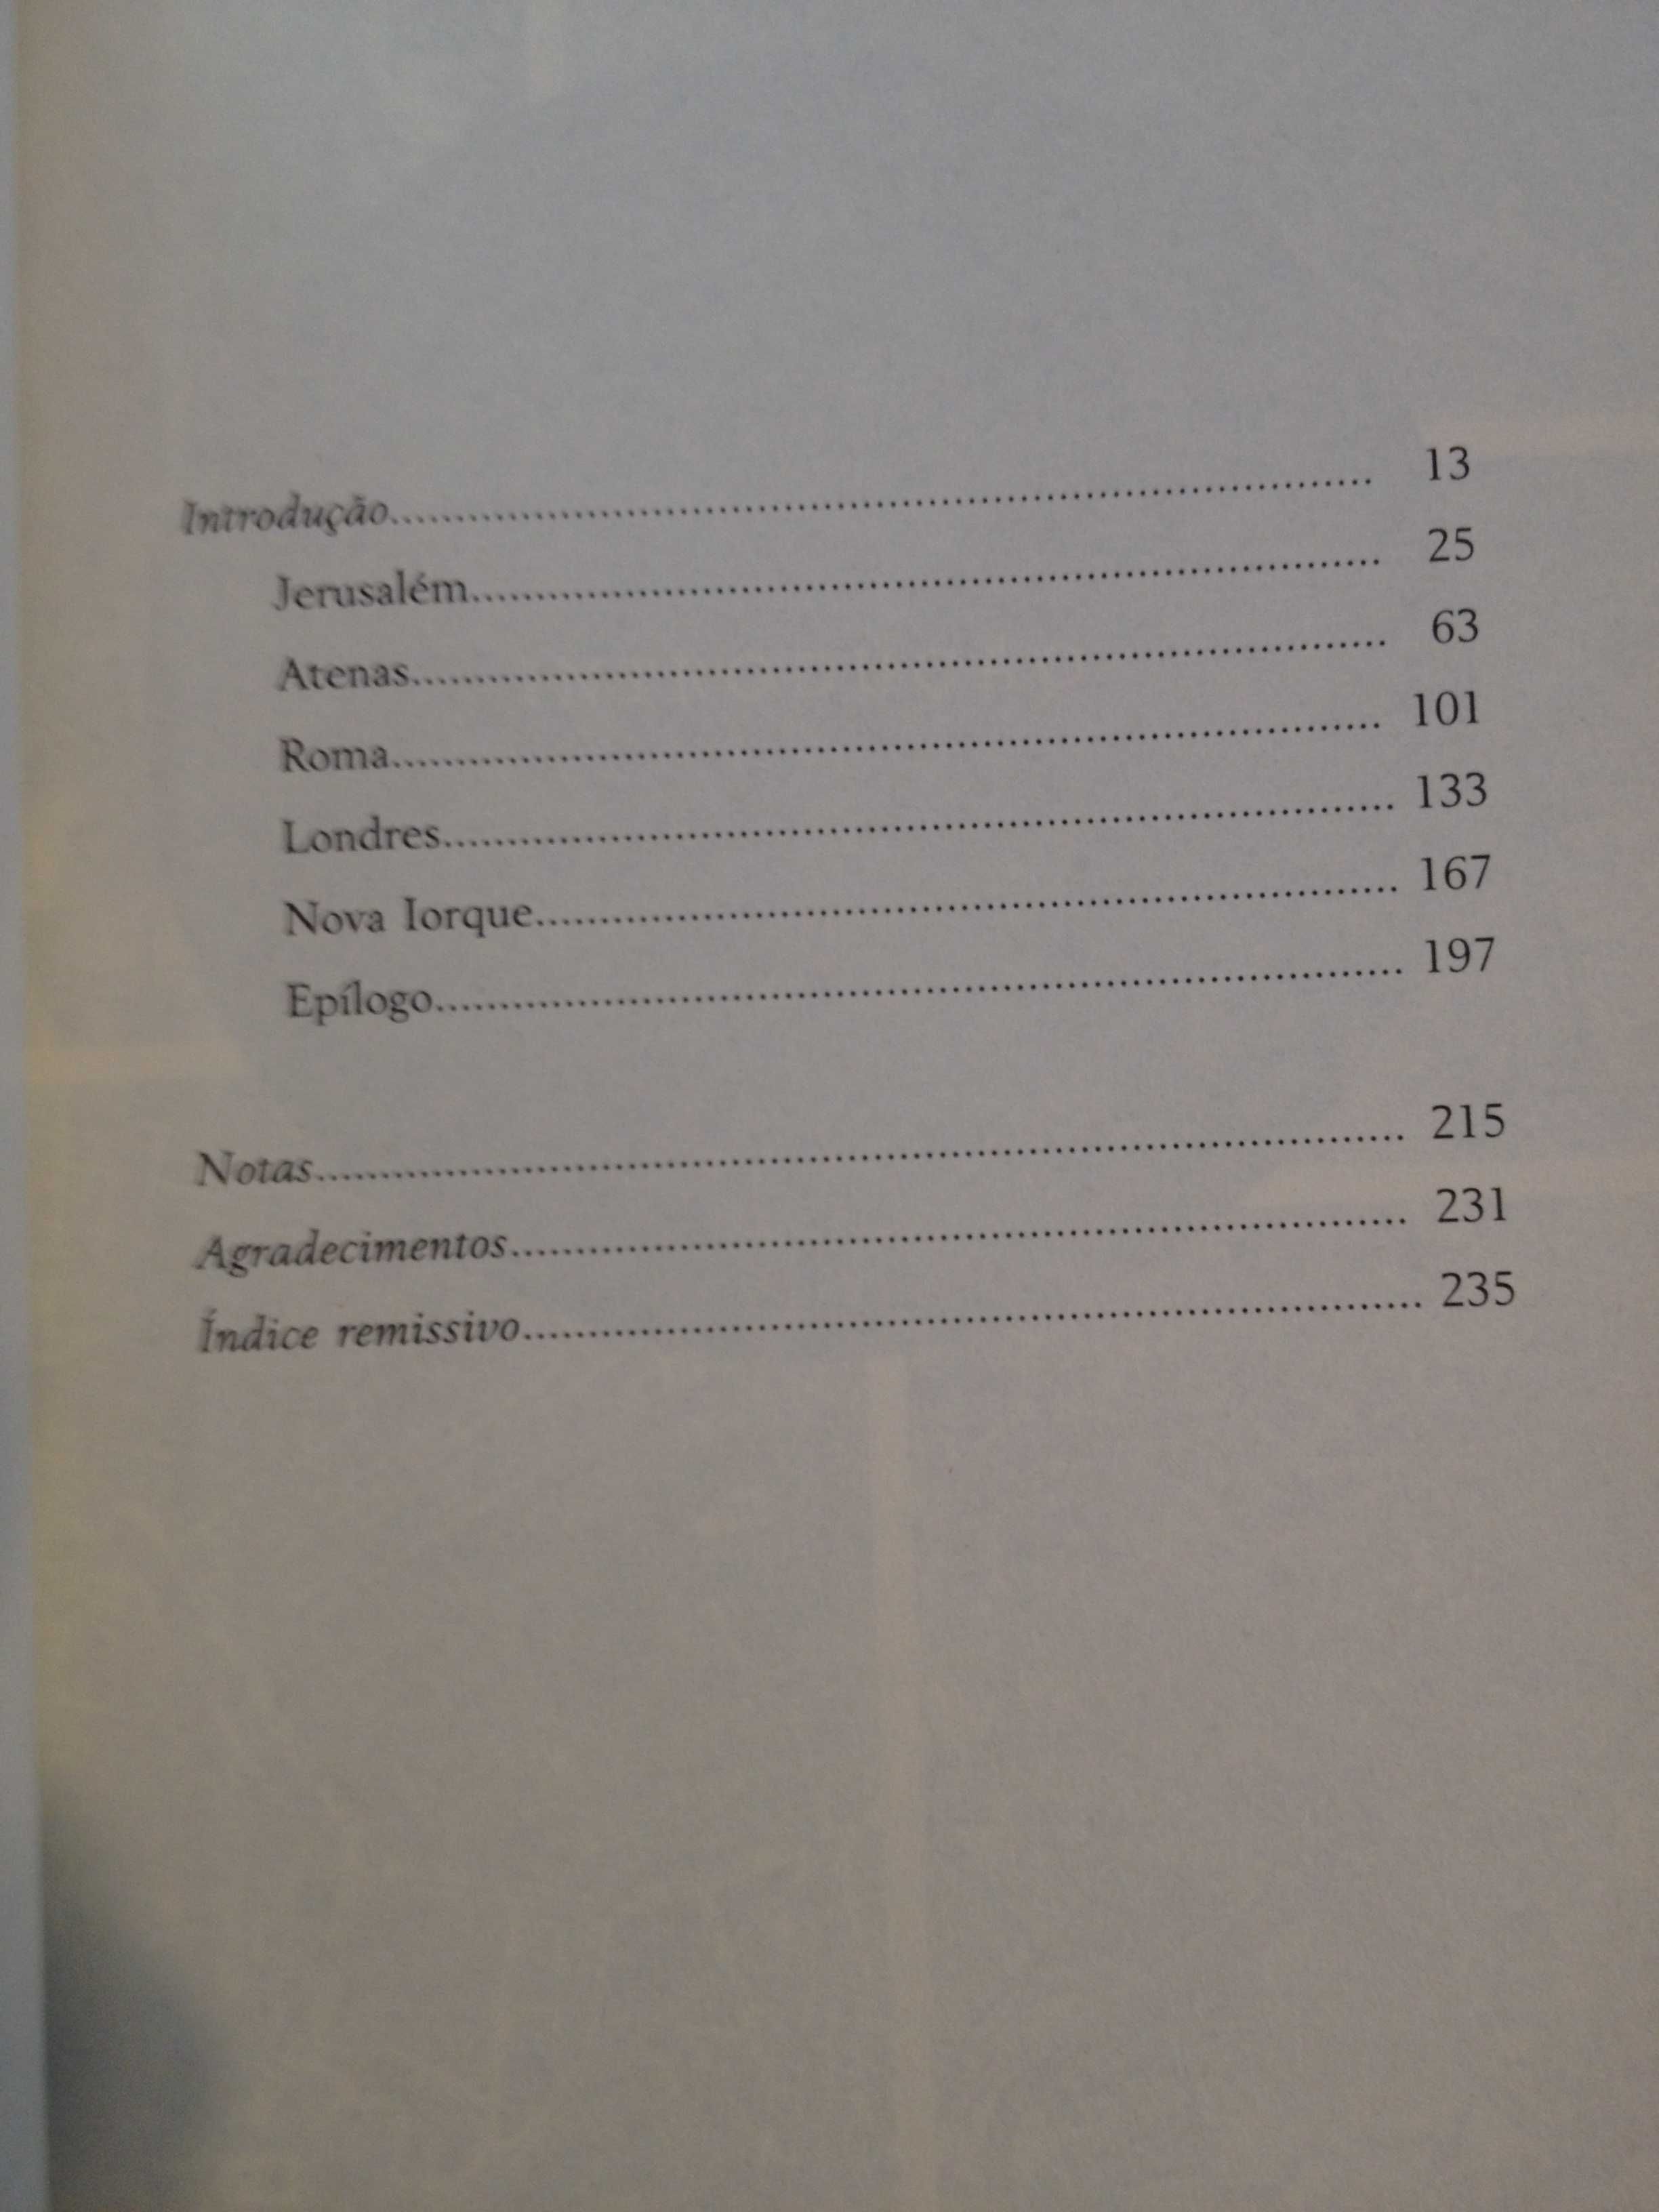 Introdução........................................ 13
Jerusalém........................................ 25
Atenas........................................ 63
Roma........................................ 101
Londres........................................ 133
Nova Iorque........................................ 167
Epílogo........................................ 197
Notas........................................ 215
Agradecimentos........................................ 231
Índice remissivo........................................ 235